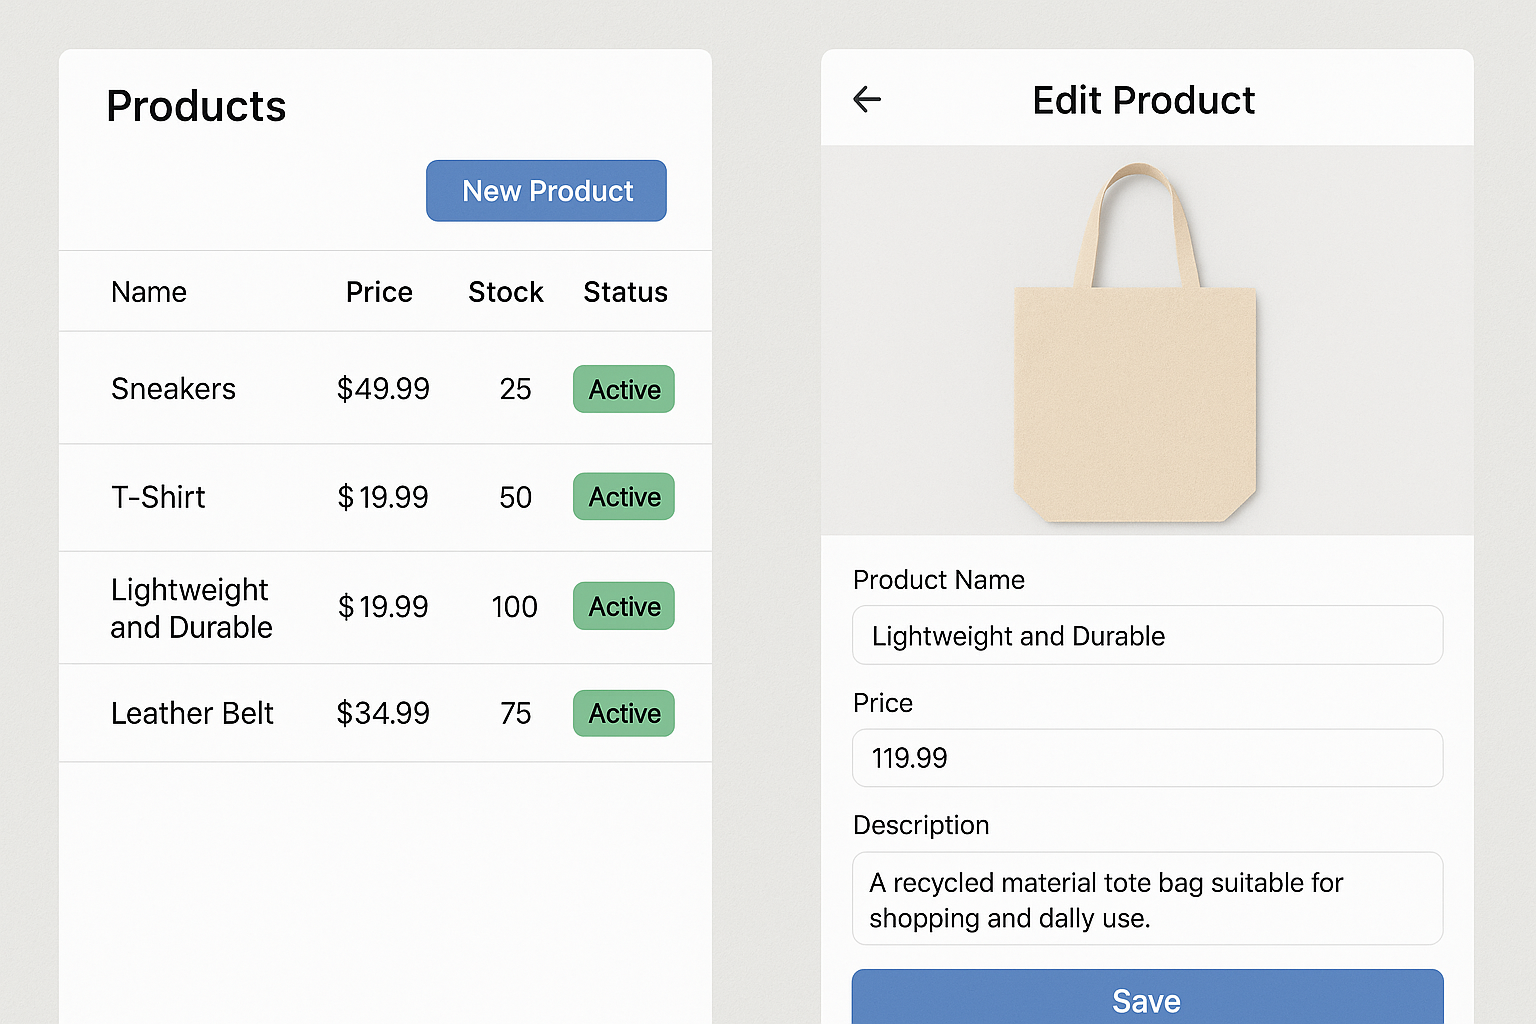 Products
New Product
Name Price Stock Status
Sneakers $49.99 25 Active
T-Shirt $19.99 50 Active
Lightweight
and Durable $19.99 100 Active
Leather Belt $34.99 75 Active
Edit Product
Product Name
Lightweight and Durable
Price
119.99
Description
A recycled material tote bag suitable for
shopping and dally use.
Save